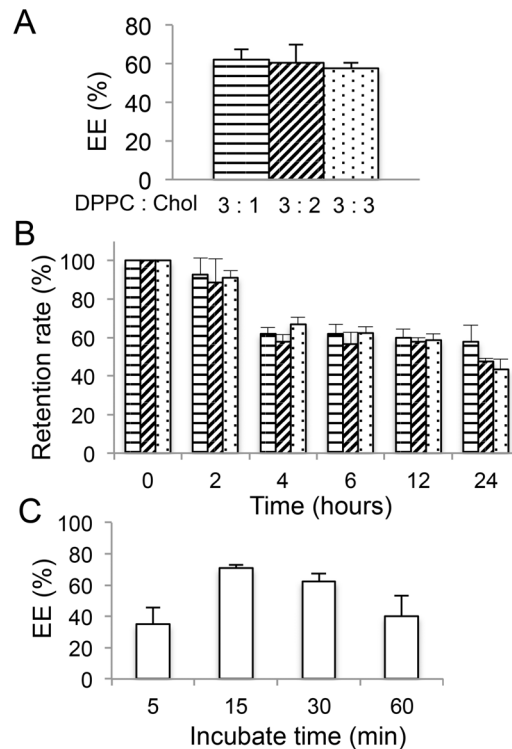 A
80
60
40
20
0
EE (%)
DPPC : Chol 3 : 1 3 : 2 3 : 3
B
100
80
60
40
20
0
Retention rate (%)
0 2 4 6 12 24
Time (hours)
C
100
80
60
40
20
0
EE (%)
5 15 30 60
Incubate time (min)